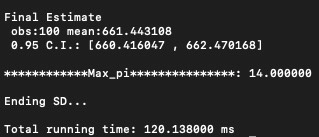 Final Estimate
obs:100 mean:661.443108
0.95 C.I.: [660.416047 , 662.470168]
************Max_pi***************: 14.000000
Ending SD...
Total running time: 120.138000 ms